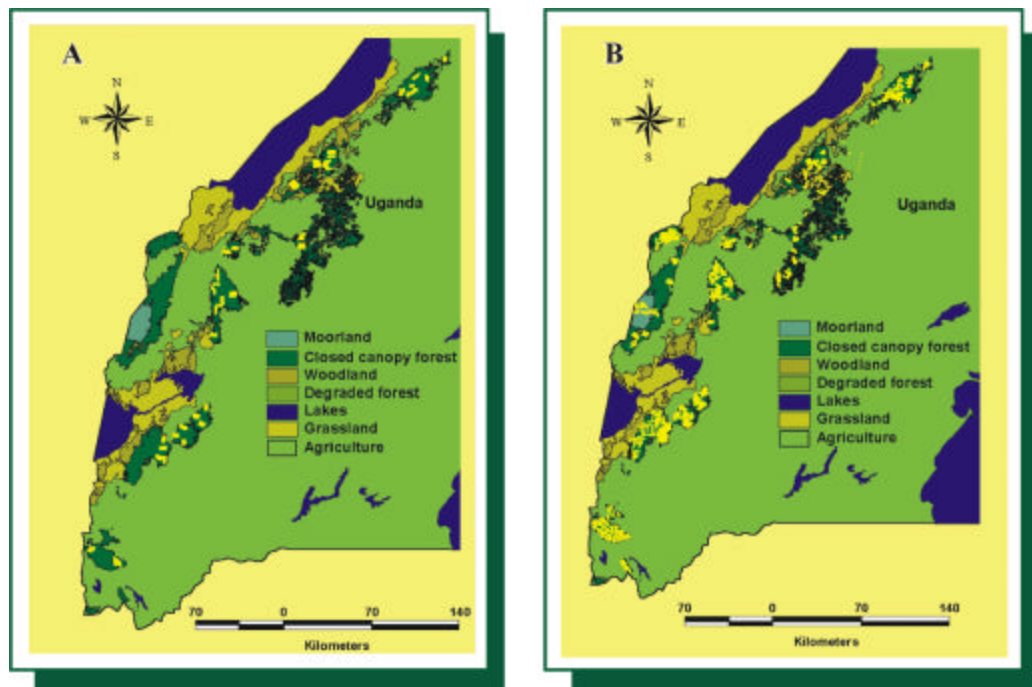 A
N
W E
S
Uganda
Moorland
Closed canopy forest
Woodland
Degraded forest
Lakes
Grassland
Agriculture
70 0 70 140
Kilometers
B
N
W E
S
Uganda
Moorland
Closed canopy forest
Woodland
Degraded forest
Lakes
Grassland
Agriculture
70 0 70 140
Kilometers